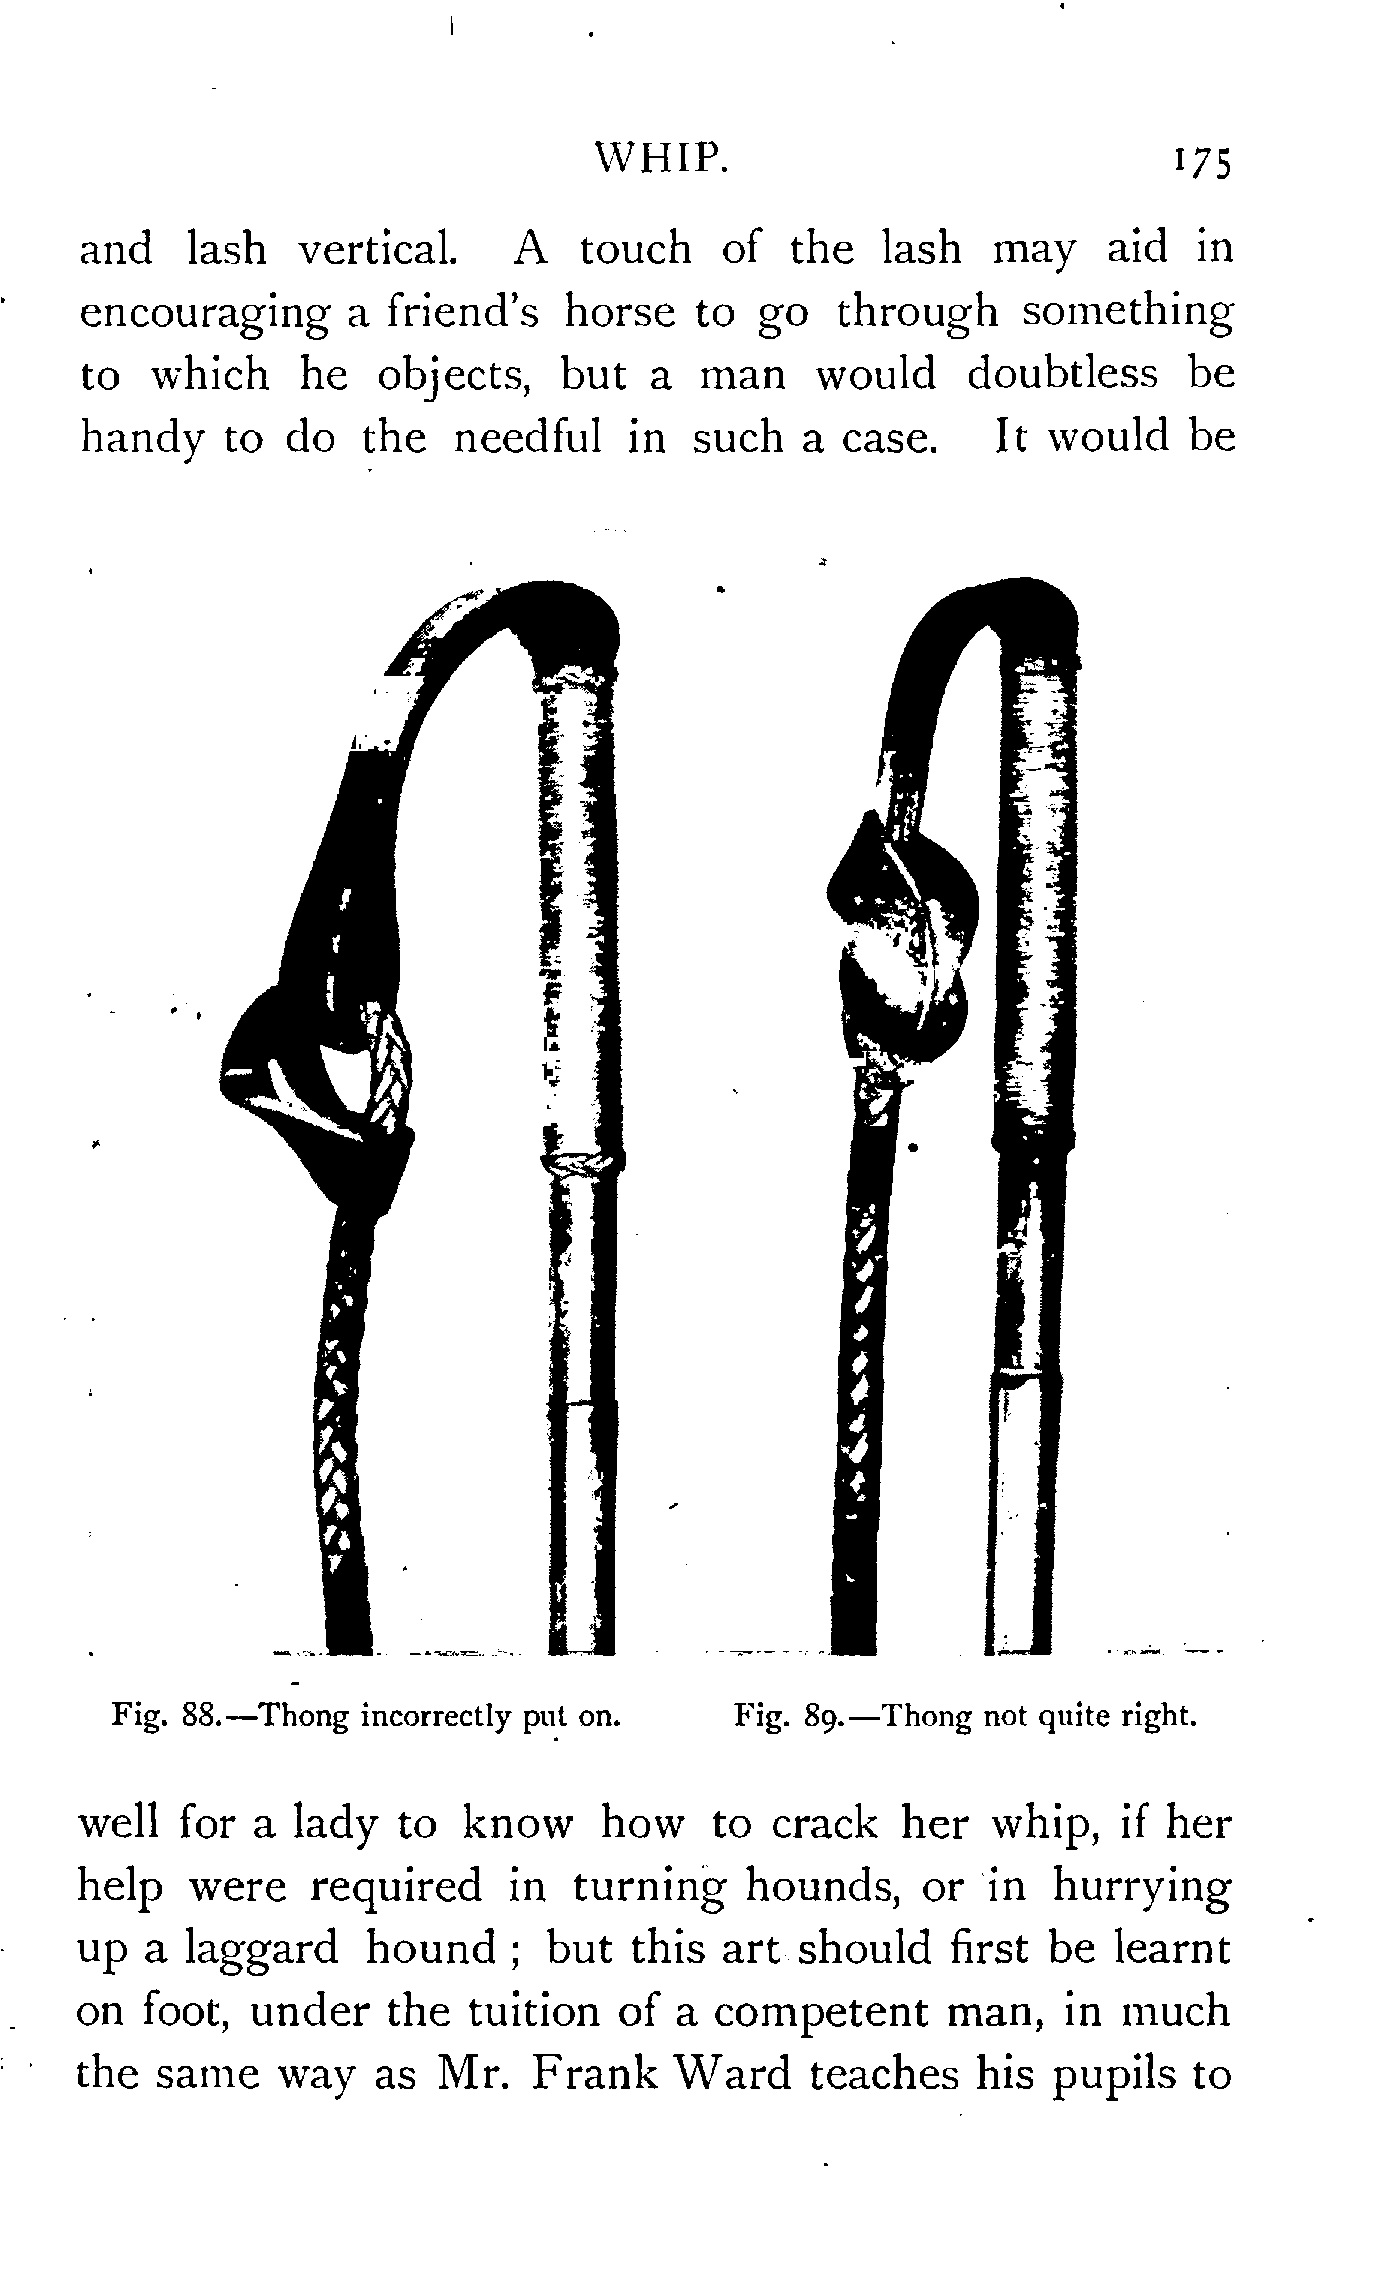 WHIP. 175
and lash vertical. A touch of the lash may aid in
encouraging a friend's horse to go through something
to which he objects, but a man would doubtless be
handy to do the needful in such a case. It would be
Fig. 88.—Thong incorrectly put on. Fig. 89.—Thong not quite right.
well for a lady to know how to crack her whip, if her
help were required in turning hounds, or in hurrying
up a laggard hound ; but this art should first be learnt
on foot, under the tuition of a competent man, in much
the same way as Mr. Frank Ward teaches his pupils to